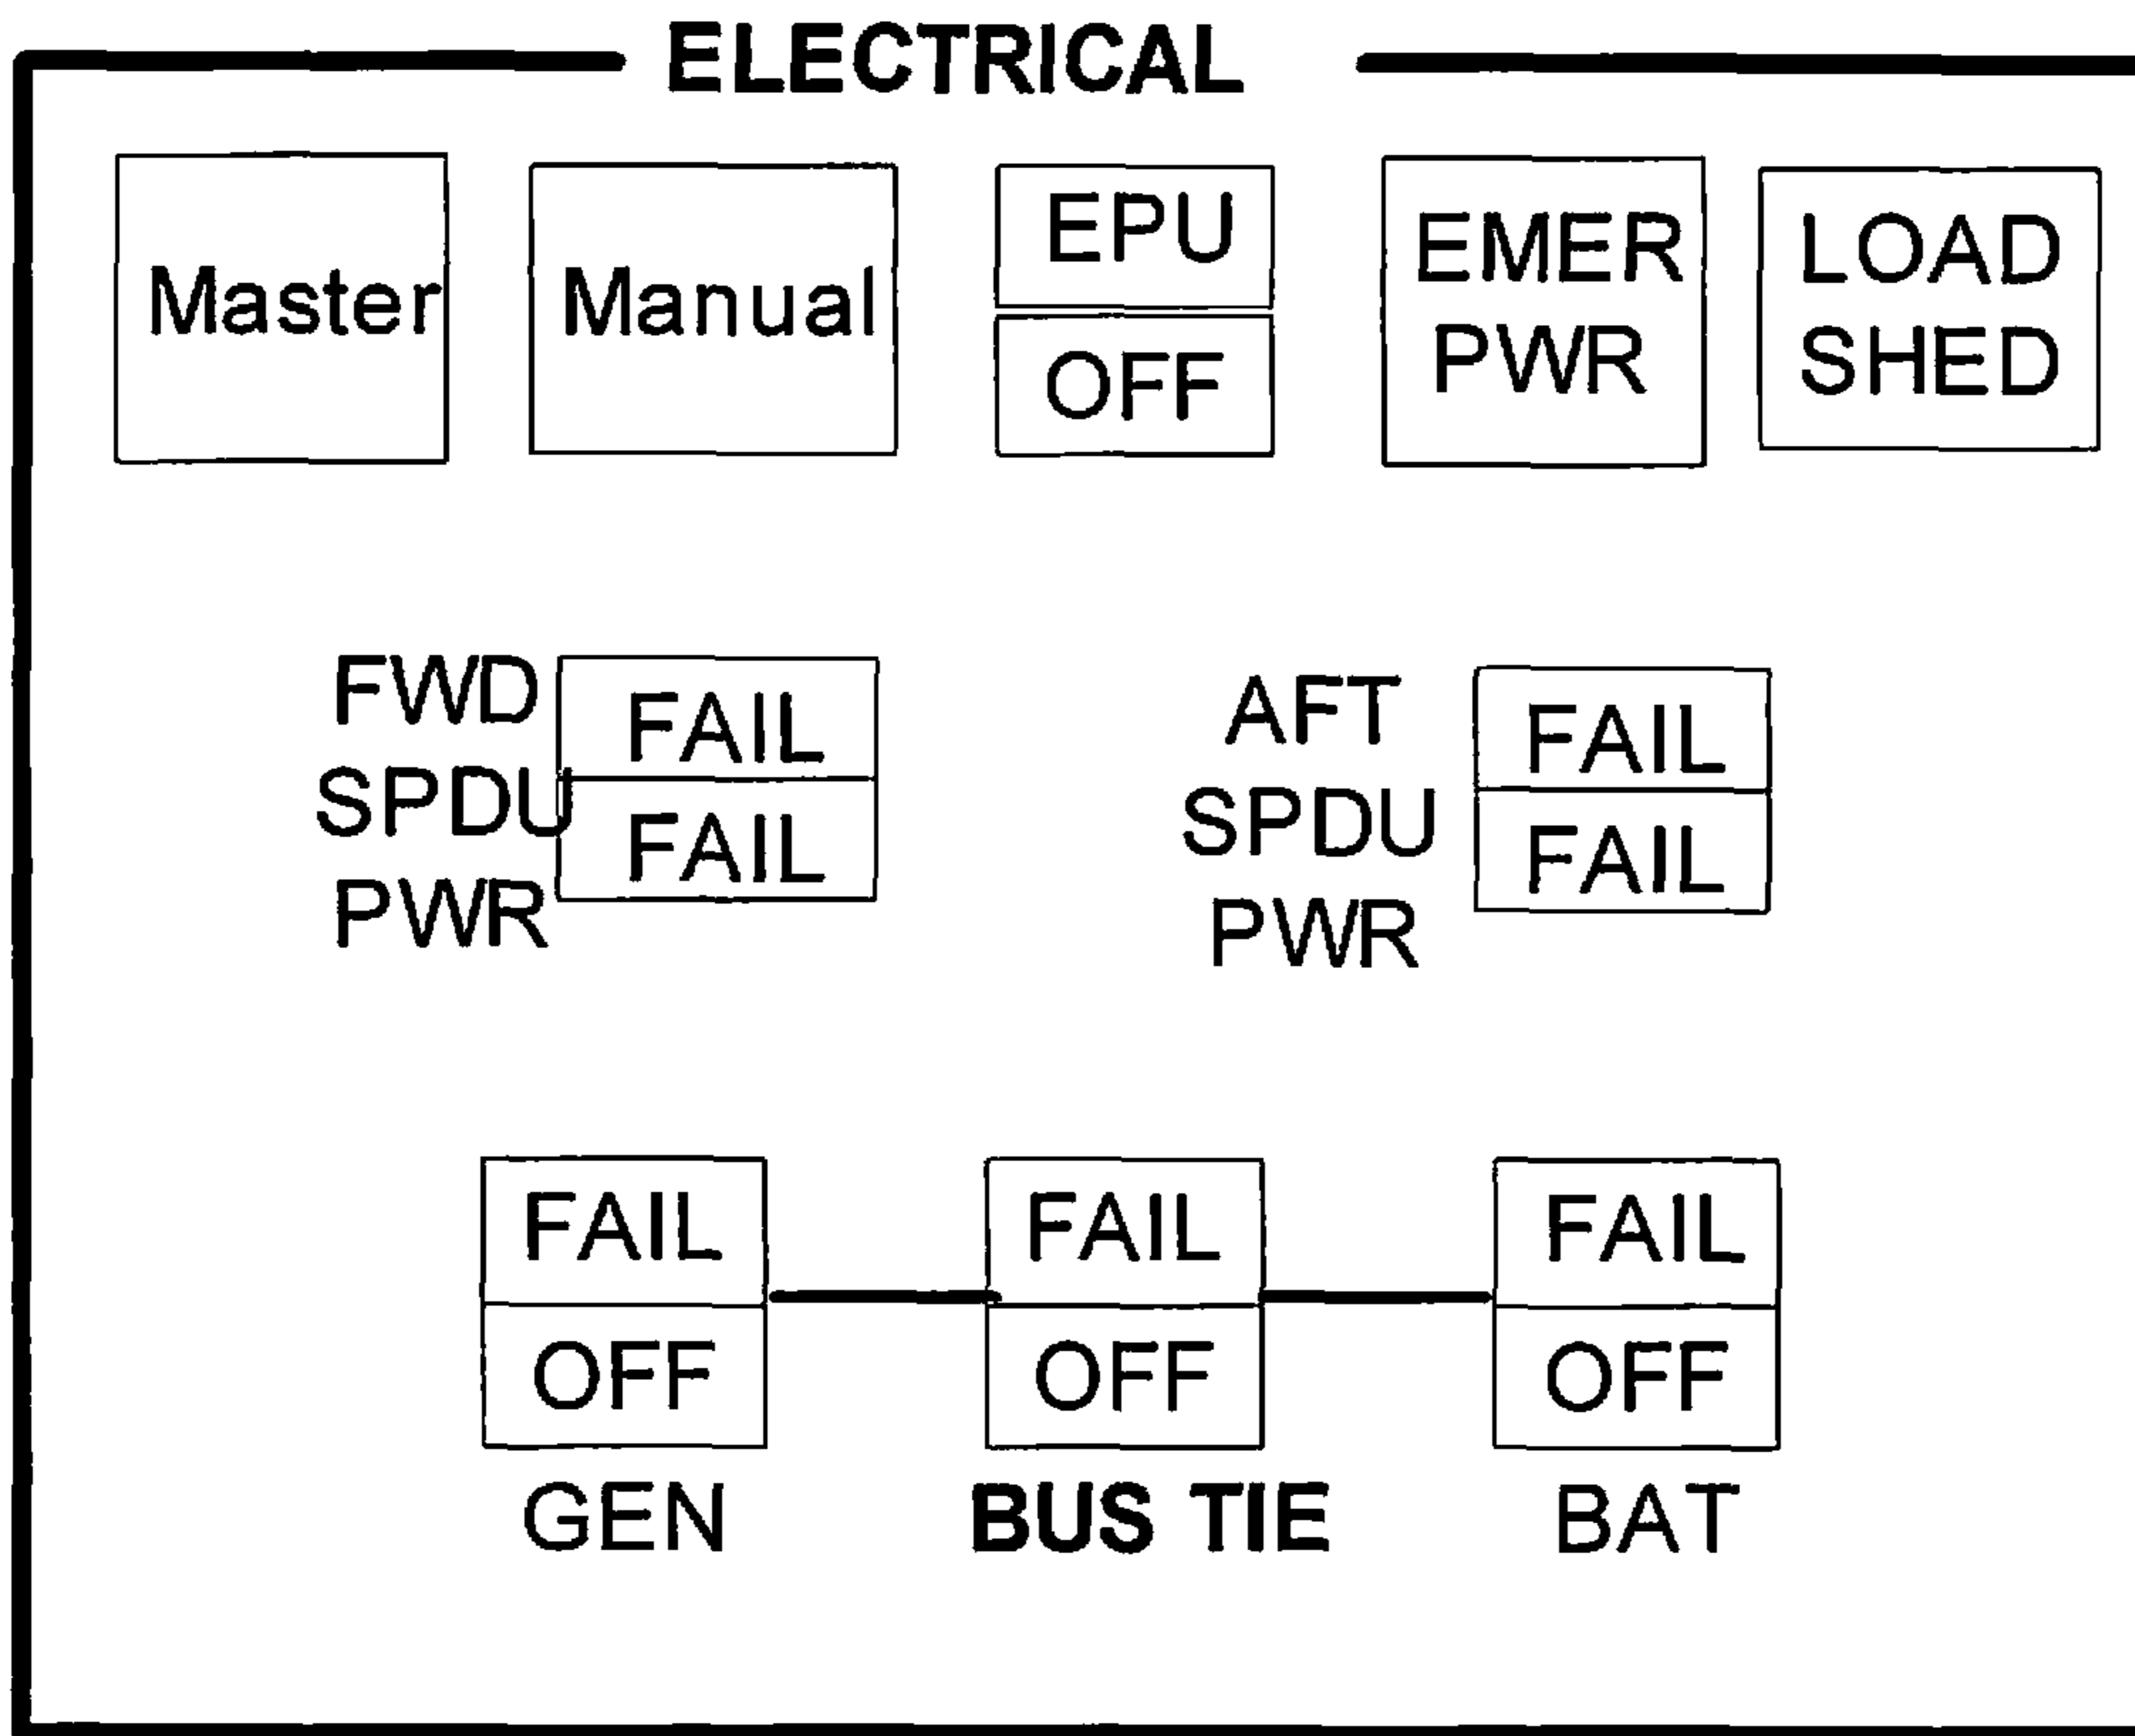 ELECTRICAL
Master
Manual
EPU
OFF
EMER
PWR
LOAD
SHED
FWD
SPDU
PWR
FAIL
FAIL
AFT
SPDU
PWR
FAIL
FAIL
FAIL
OFF
GEN
FAIL
OFF
BUS TIE
FAIL
OFF
BAT